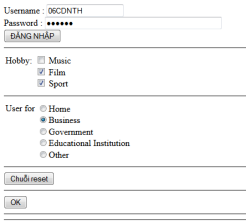 Username : 06CDNTH
Password : ••••••
ĐĂNG NHẬP
Hobby: Music
Film
Sport
User for Home
Business
Government
Educational Institution
Other
Chuỗi reset
OK